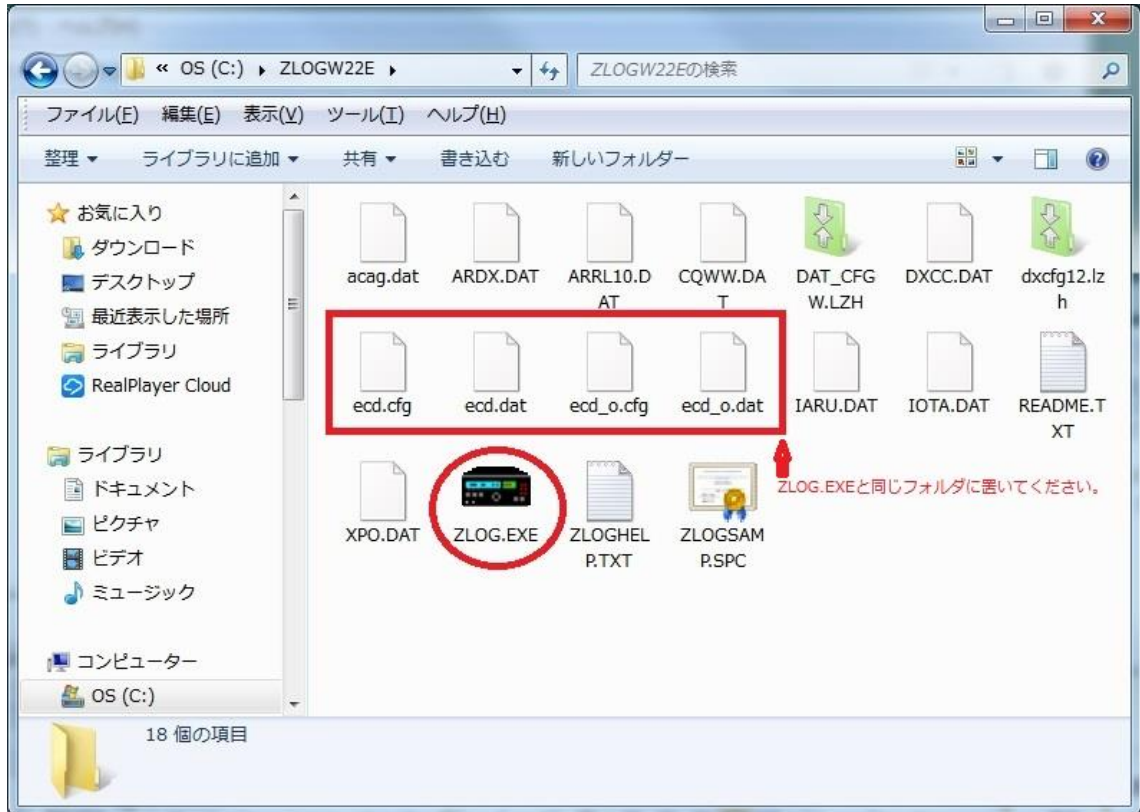 « OS (C:) ▸ ZLOGW22E ▸
ZLOGW22Eの検索
ファイル(F) 編集(E) 表示(V) ツール(T) ヘルプ(H)
整理 ▼ ライブラリに追加 ▼ 共有 ▼ 書き込む 新しいフォルダー
お気に入り
ダウンロード
デスクトップ
最近表示した場所
ライブラリ
RealPlayer Cloud
ライブラリ
ドキュメント
ピクチャ
ビデオ
ミュージック
コンピューター
OS (C:)
acag.dat
ARDX.DAT
ARRL10.D
AT
CQWW.DA
T
DAT_CFG
W.LZH
DXCC.DAT
dxcfg12.lz
h
ecd.cfg
ecd.dat
ecd_o.cfg
ecd_o.dat
IARU.DAT
IOTA.DAT
README.T
XT
ZLOG.EXEと同じフォルダに置いてください。
XPO.DAT
ZLOG.EXE
ZLOGHEL
P.TXT
ZLOGSAM
P.SPC
18 個の項目